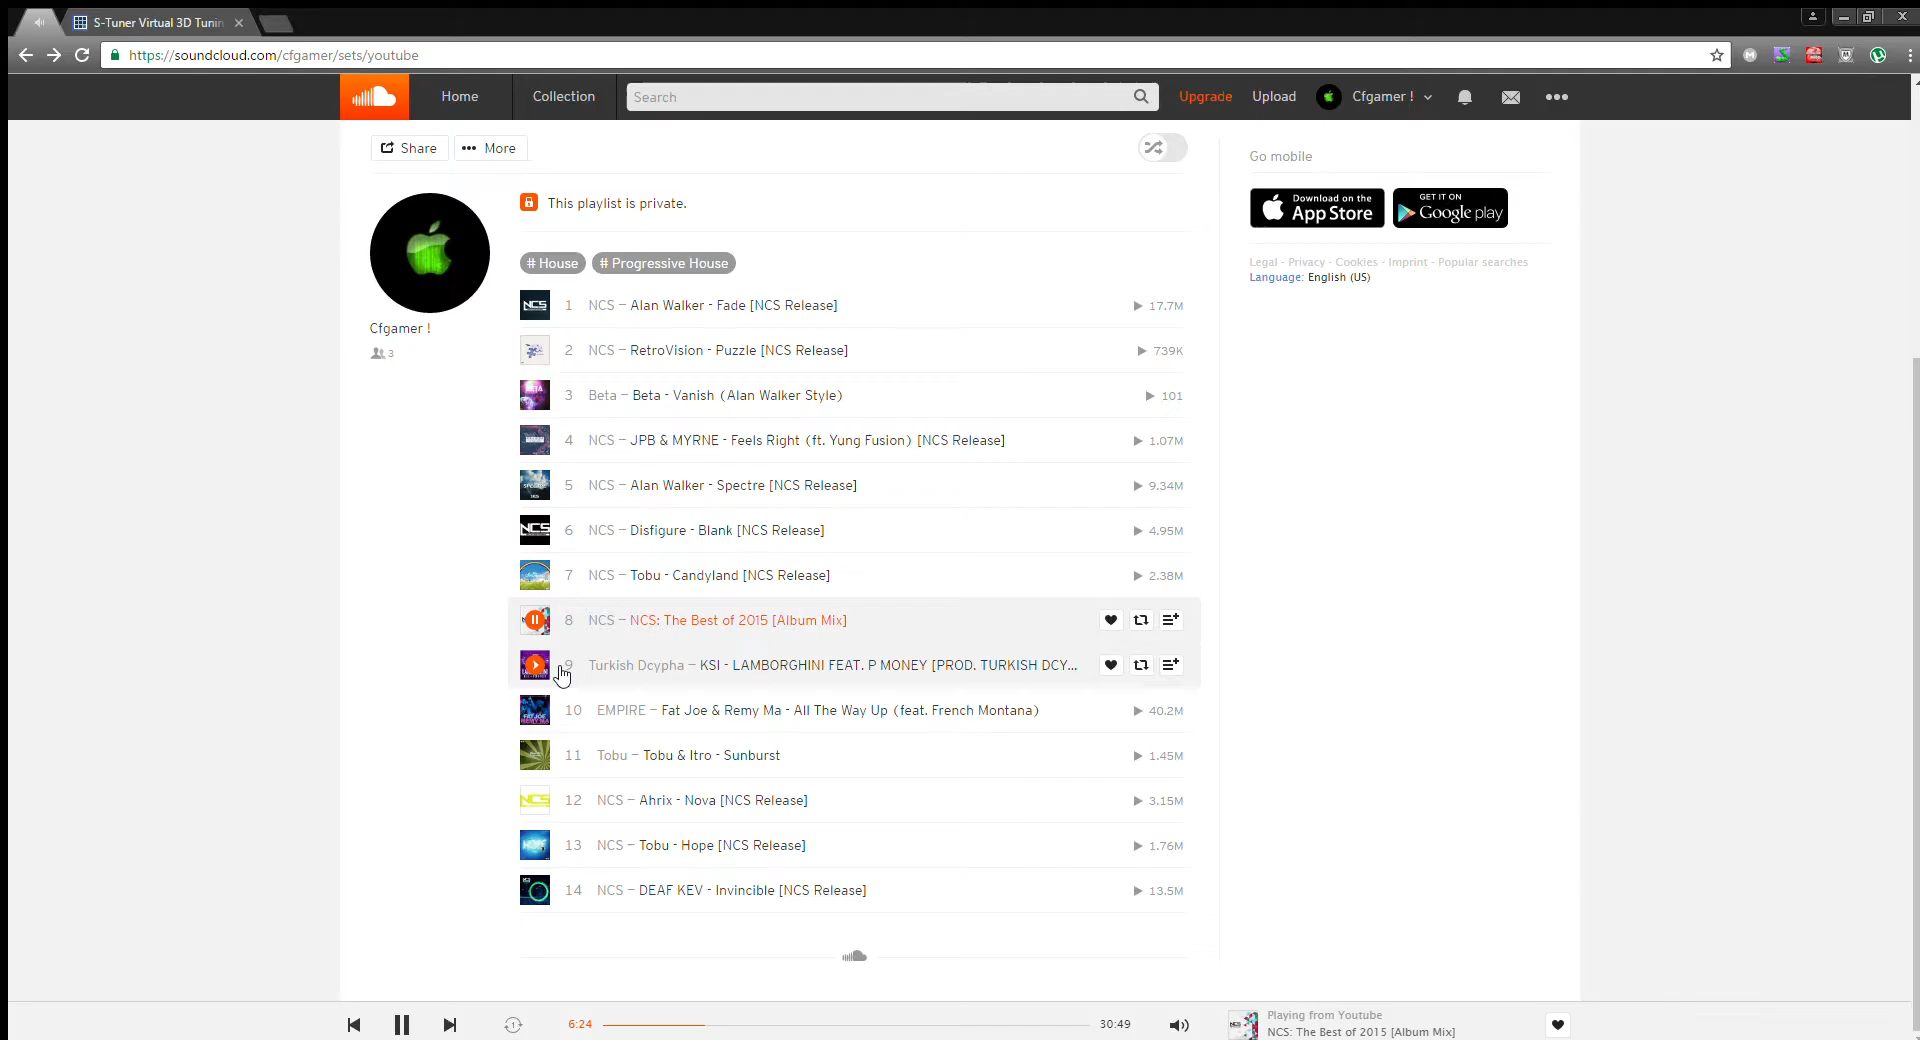 S-Tuner Virtual 3D Tunin
https://soundcloud.com/cfgamer/sets/youtube
Home
Collection
Search
Upgrade
Upload
Cfgamer !
Share
More
Go mobile
This playlist is private.
Download on the
App Store
GET IT ON
Google play
# House
# Progressive House
Legal - Privacy - Cookies - Imprint - Popular searches
Language: English (US)
Cfgamer !
3
1 NCS – Alan Walker - Fade [NCS Release] 17.7M
2 NCS – RetroVision - Puzzle [NCS Release] 739K
3 Beta – Beta - Vanish (Alan Walker Style) 101
4 NCS – JPB & MYRNE - Feels Right (ft. Yung Fusion) [NCS Release] 1.07M
5 NCS – Alan Walker - Spectre [NCS Release] 9.34M
6 NCS – Disfigure - Blank [NCS Release] 4.95M
7 NCS – Tobu - Candyland [NCS Release] 2.38M
8 NCS – NCS: The Best of 2015 [Album Mix]
9 Turkish Dcypha – KSI - LAMBORGHINI FEAT. P MONEY [PROD. TURKISH DCY...
10 EMPIRE – Fat Joe & Remy Ma - All The Way Up (feat. French Montana) 40.2M
11 Tobu – Tobu & Itro - Sunburst 1.45M
12 NCS – Ahrix - Nova [NCS Release] 3.15M
13 NCS – Tobu - Hope [NCS Release] 1.76M
14 NCS – DEAF KEV - Invincible [NCS Release] 13.5M
1
6:24
30:49
Playing from Youtube
NCS: The Best of 2015 [Album Mix]